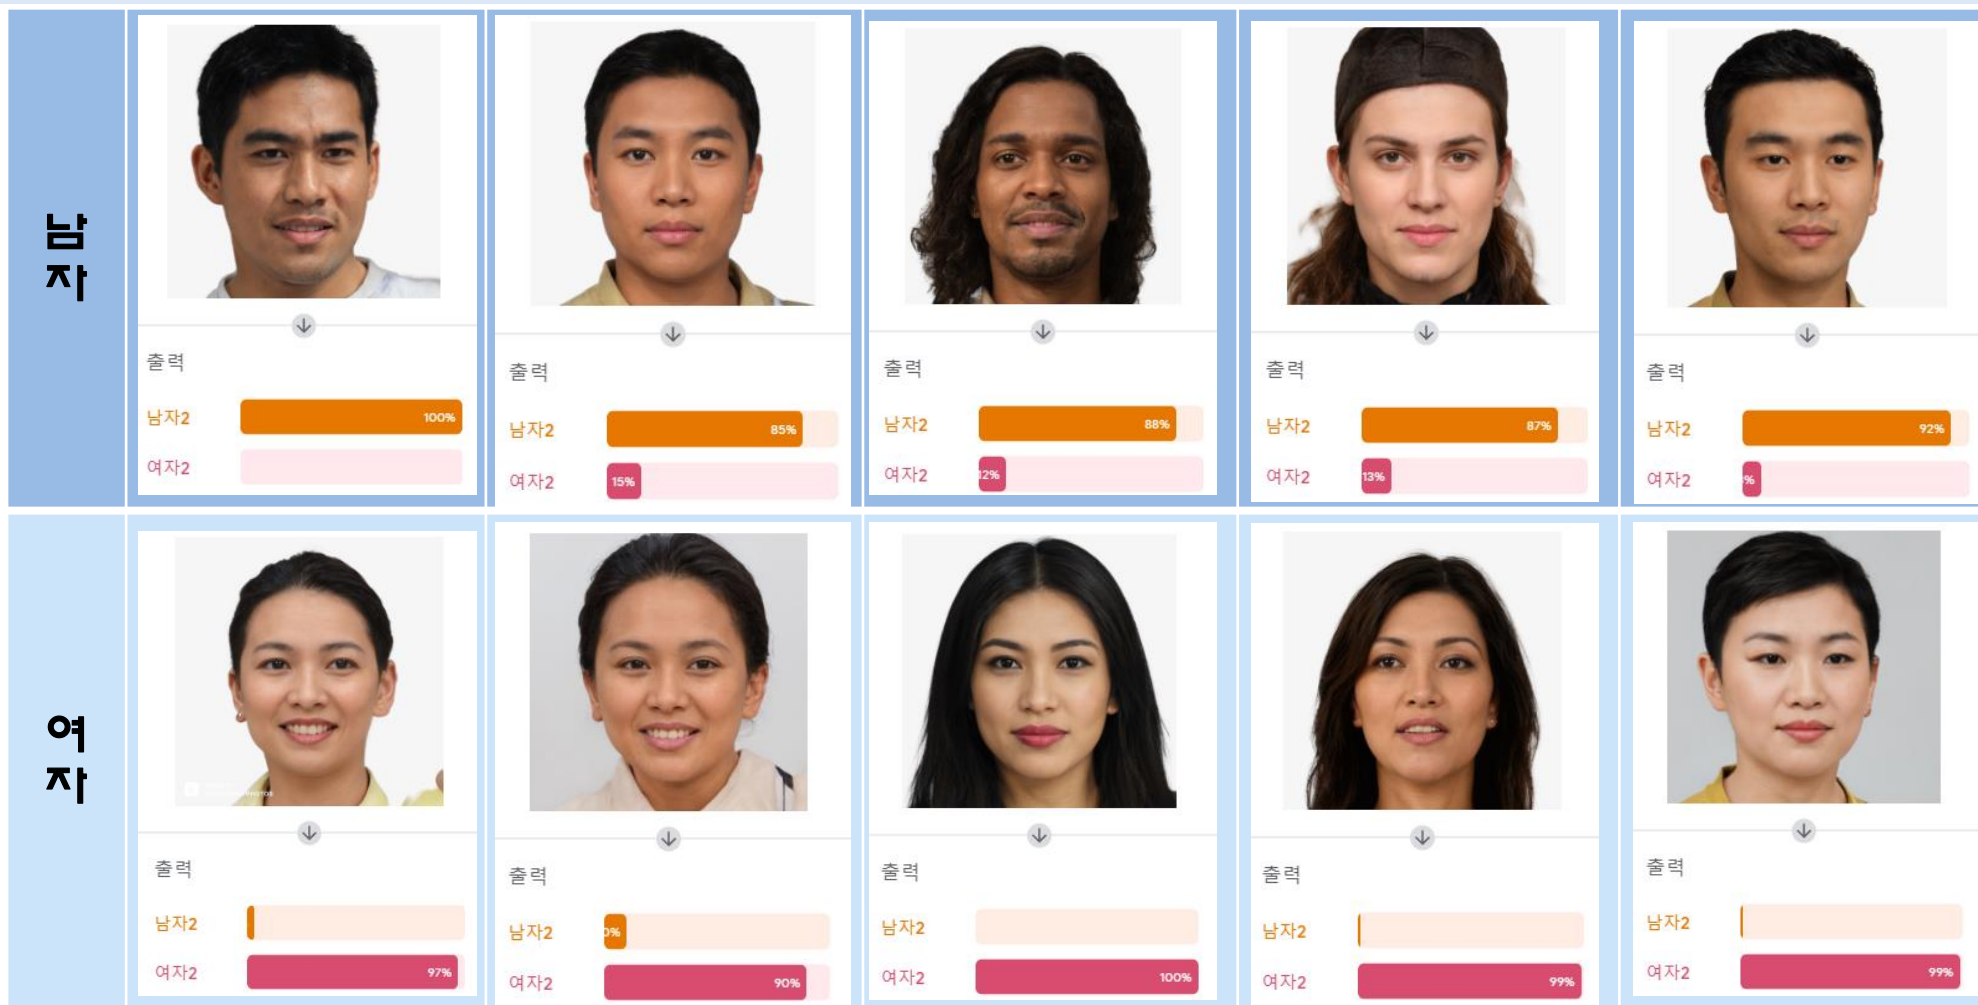 남자
출력
남자2 100%
여자2
출력
남자2 85%
여자2 15%
출력
남자2 88%
여자2 12%
출력
남자2 87%
여자2 13%
출력
남자2 92%
여자2 %
여자
출력
남자2
여자2 97%
출력
남자2 0%
여자2 90%
출력
남자2
여자2 100%
출력
남자2
여자2 99%
출력
남자2
여자2 99%